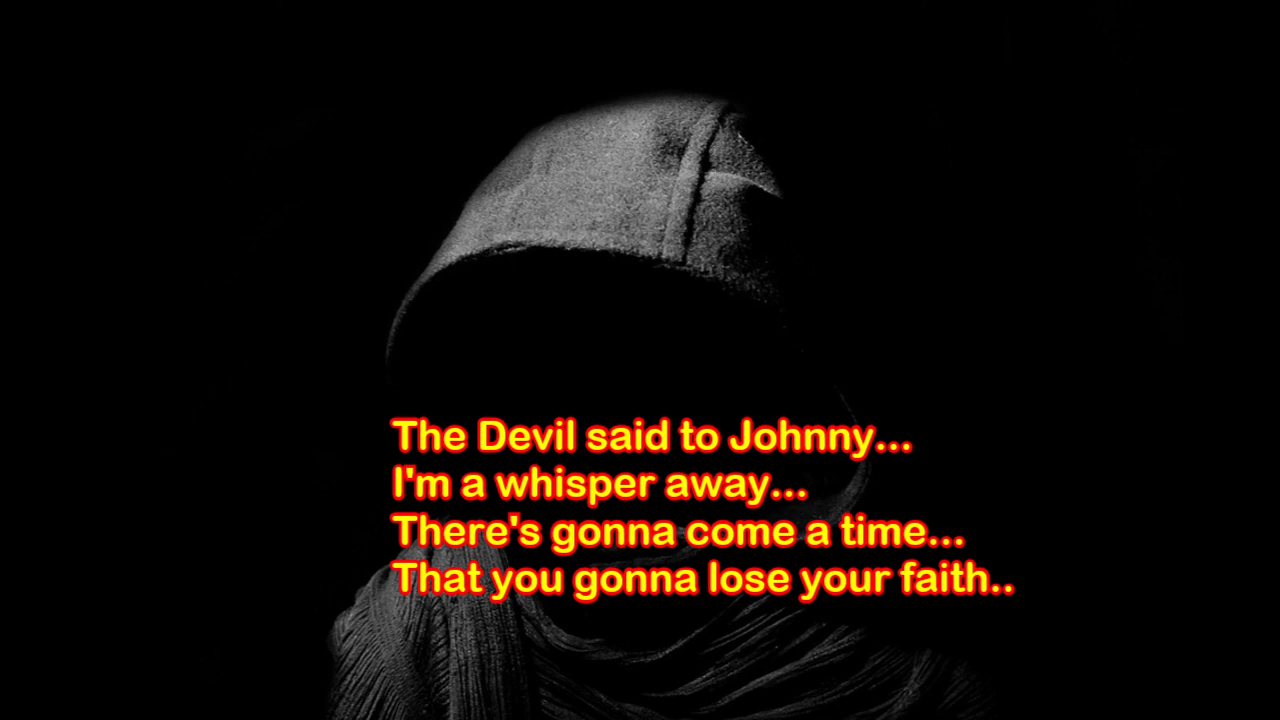 The Devil said to Johnny...
I'm a whisper away...
There's gonna come a time...
That you gonna lose your faith..